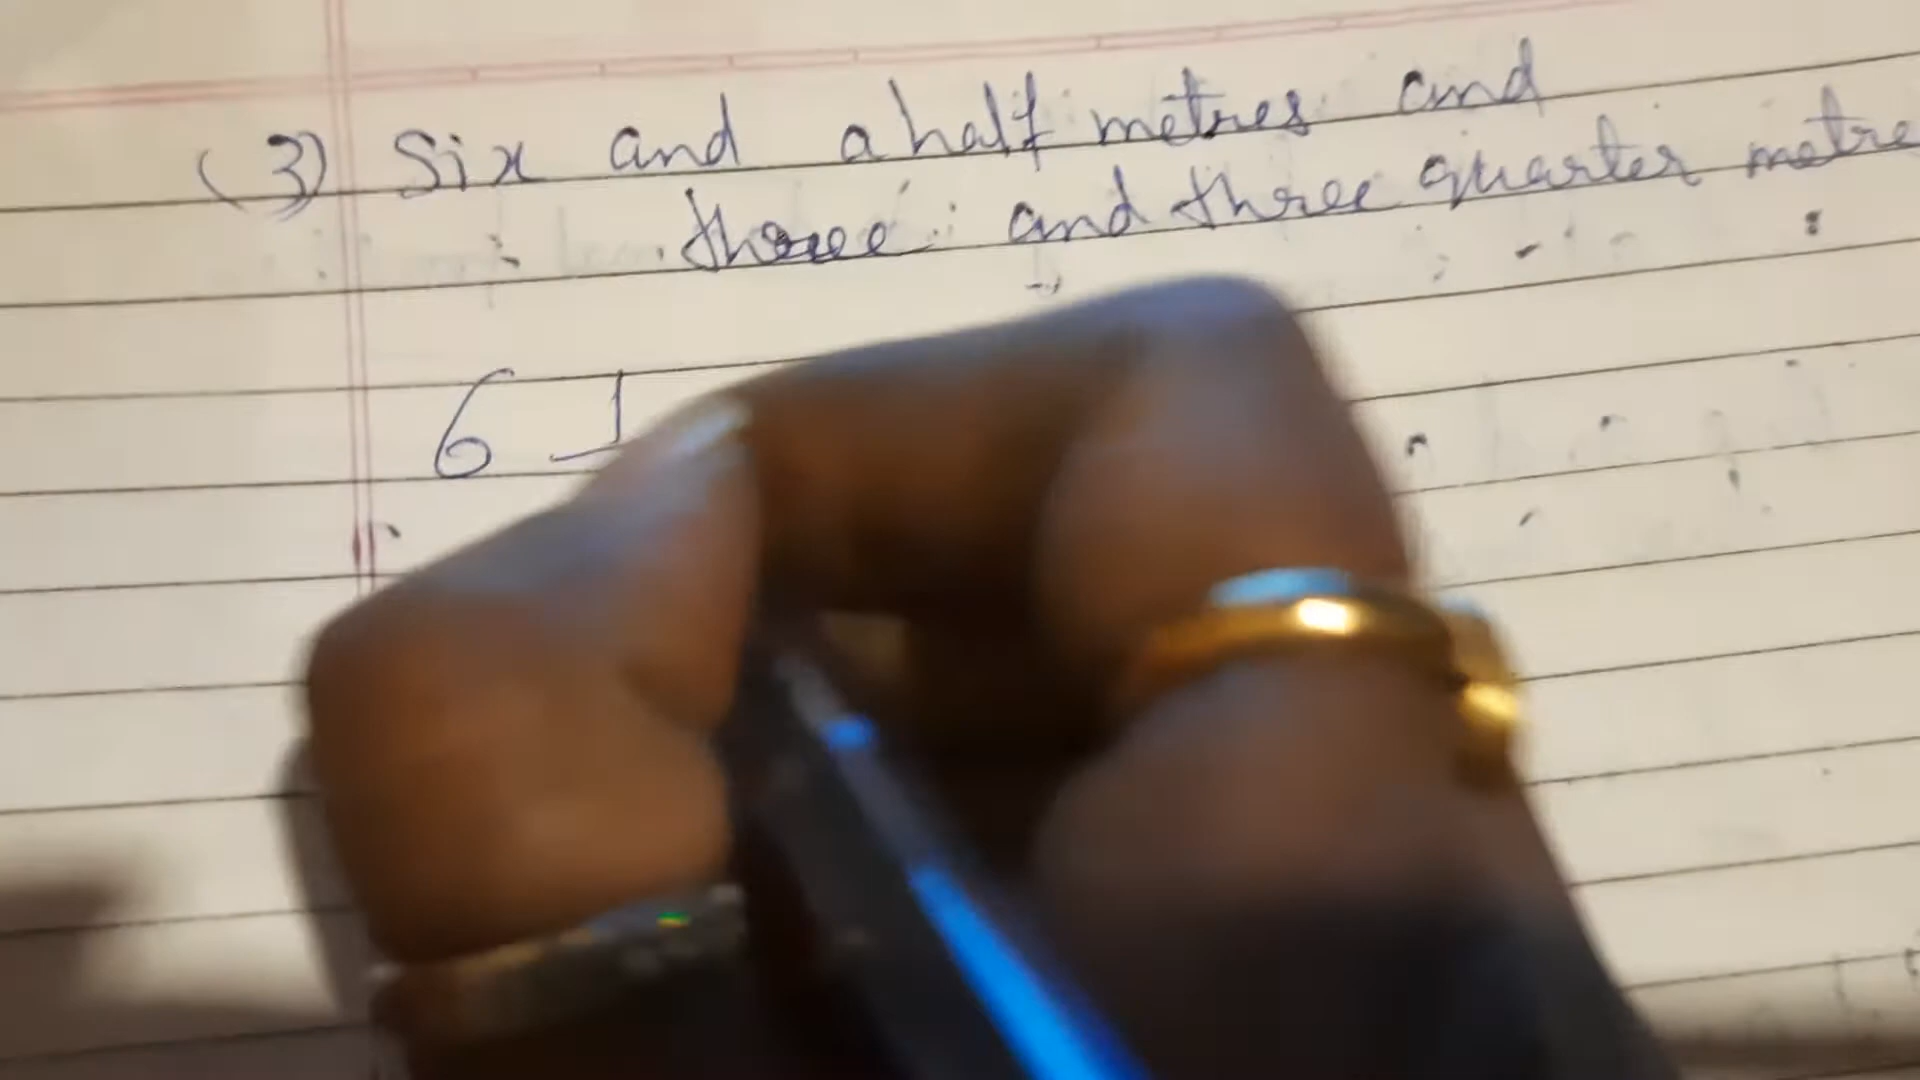 (3) Six and a half metres and
three and three quarter metre
6 1